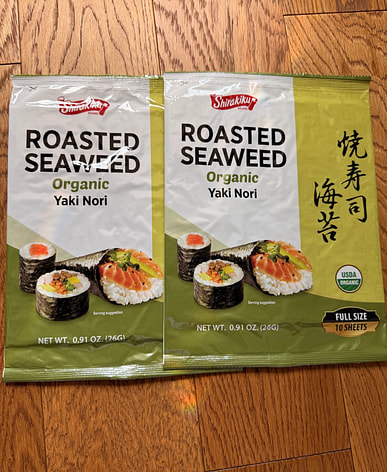 Shirakiku
ROASTED
SEAWEED
Organic
Yaki Nori
Serving suggestion
NET WT. 0.91 OZ. (26G)
Shirakiku
ROASTED
SEAWEED
Organic
Yaki Nori
焼寿司
海苔
USDA
ORGANIC
Serving suggestion
NET WT. 0.91 OZ. (26G)
FULL SIZE
10 SHEETS